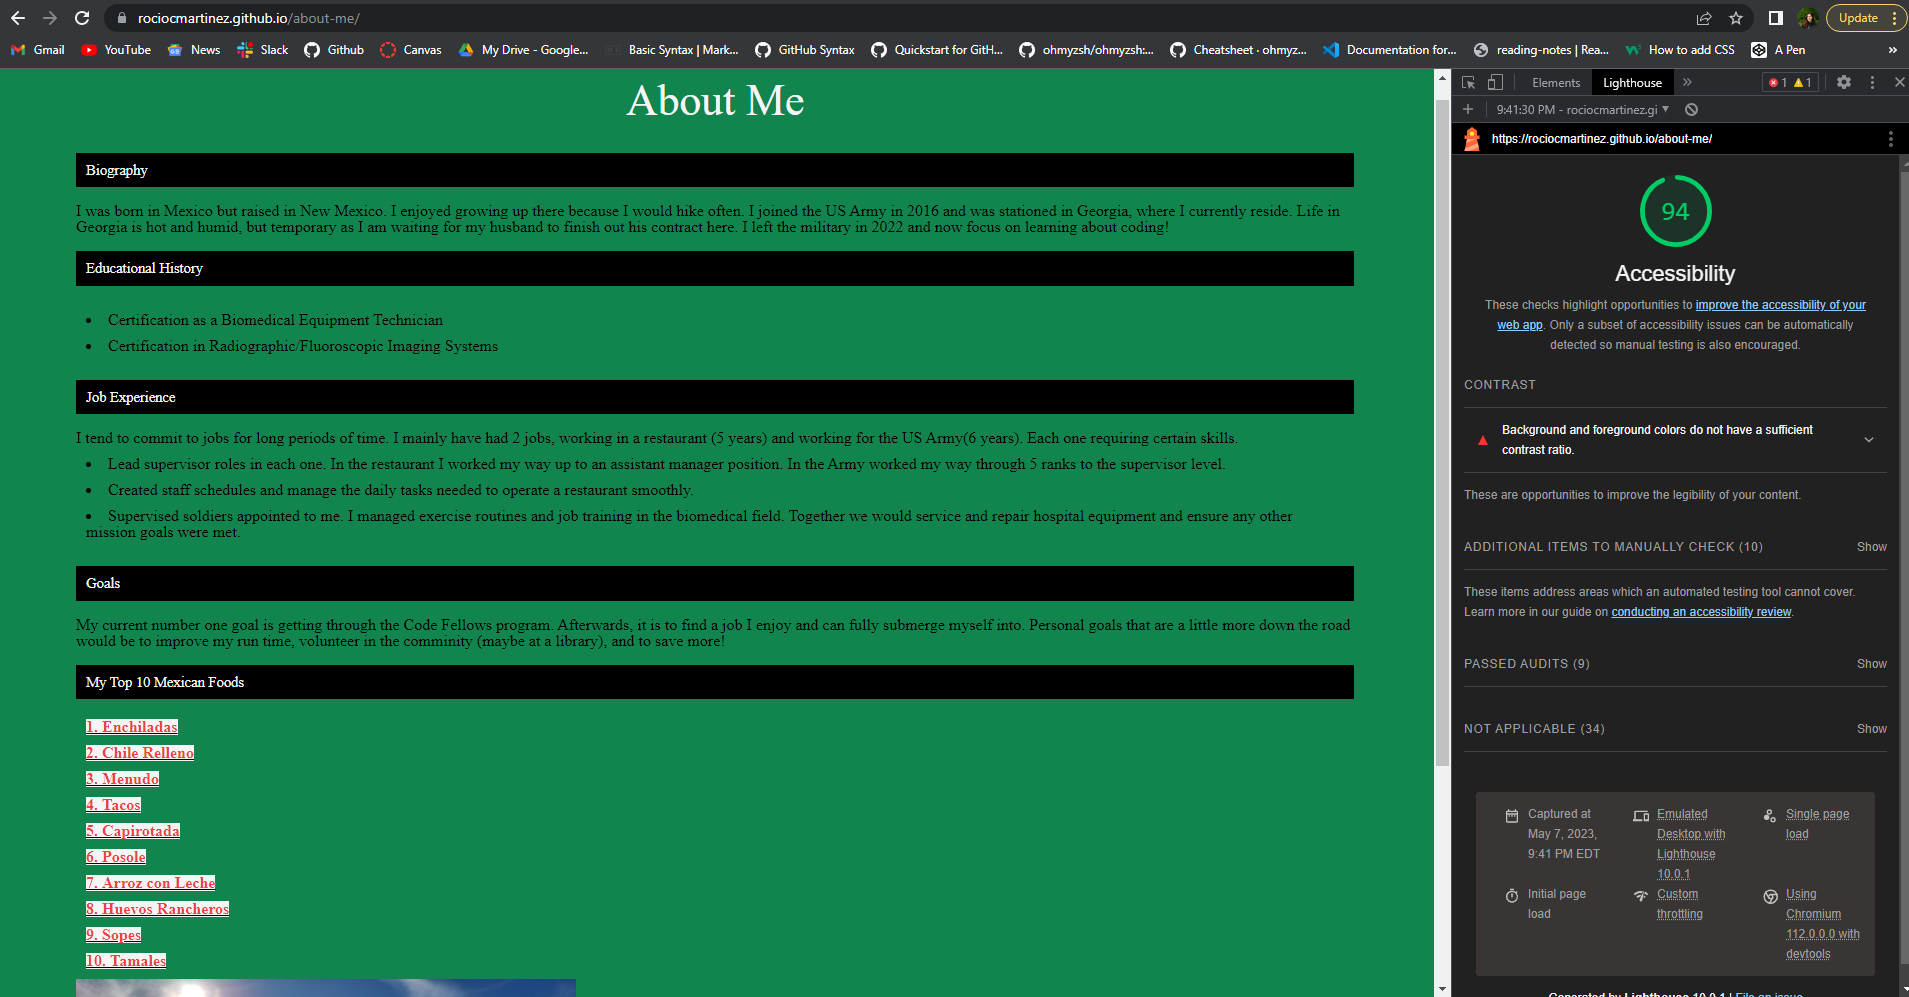 rociocmartinez.github.io/about-me/
Update
Gmail
YouTube
News
Slack
Github
Canvas
My Drive - Google...
Basic Syntax | Mark...
GitHub Syntax
Quickstart for GitH...
ohmyzsh/ohmyzsh:...
Cheatsheet · ohmyz...
Documentation for...
reading-notes | Rea...
How to add CSS
A Pen
»
About Me
Biography
I was born in Mexico but raised in New Mexico. I enjoyed growing up there because I would hike often. I joined the US Army in 2016 and was stationed in Georgia, where I currently reside. Life in
Georgia is hot and humid, but temporary as I am waiting for my husband to finish out his contract here. I left the military in 2022 and now focus on learning about coding!
Educational History
• Certification as a Biomedical Equipment Technician
• Certification in Radiographic/Fluoroscopic Imaging Systems
Job Experience
I tend to commit to jobs for long periods of time. I mainly have had 2 jobs, working in a restaurant (5 years) and working for the US Army(6 years). Each one requiring certain skills.
• Lead supervisor roles in each one. In the restaurant I worked my way up to an assistant manager position. In the Army worked my way through 5 ranks to the supervisor level.
• Created staff schedules and manage the daily tasks needed to operate a restaurant smoothly.
• Supervised soldiers appointed to me. I managed exercise routines and job training in the biomedical field. Together we would service and repair hospital equipment and ensure any other
mission goals were met.
Goals
My current number one goal is getting through the Code Fellows program. Afterwards, it is to find a job I enjoy and can fully submerge myself into. Personal goals that are a little more down the road
would be to improve my run time, volunteer in the comminity (maybe at a library), and to save more!
My Top 10 Mexican Foods
1. Enchiladas
2. Chile Relleno
3. Menudo
4. Tacos
5. Capirotada
6. Posole
7. Arroz con Leche
8. Huevos Rancheros
9. Sopes
10. Tamales
Elements
Lighthouse
»
1
1
9:41:30 PM - rociocmartinez.gi
https://rociocmartinez.github.io/about-me/
94
Accessibility
These checks highlight opportunities to improve the accessibility of your
web app. Only a subset of accessibility issues can be automatically
detected so manual testing is also encouraged.
CONTRAST
Background and foreground colors do not have a sufficient
contrast ratio.
These are opportunities to improve the legibility of your content.
ADDITIONAL ITEMS TO MANUALLY CHECK (10)
Show
These items address areas which an automated testing tool cannot cover.
Learn more in our guide on conducting an accessibility review.
PASSED AUDITS (9)
Show
NOT APPLICABLE (34)
Show
Captured at
May 7, 2023,
9:41 PM EDT
Emulated
Desktop with
Lighthouse
10.0.1
Single page
load
Initial page
load
Custom
throttling
Using
Chromium
112.0.0.0 with
devtools
Generated by Lighthouse 10.0.1 | File an issue